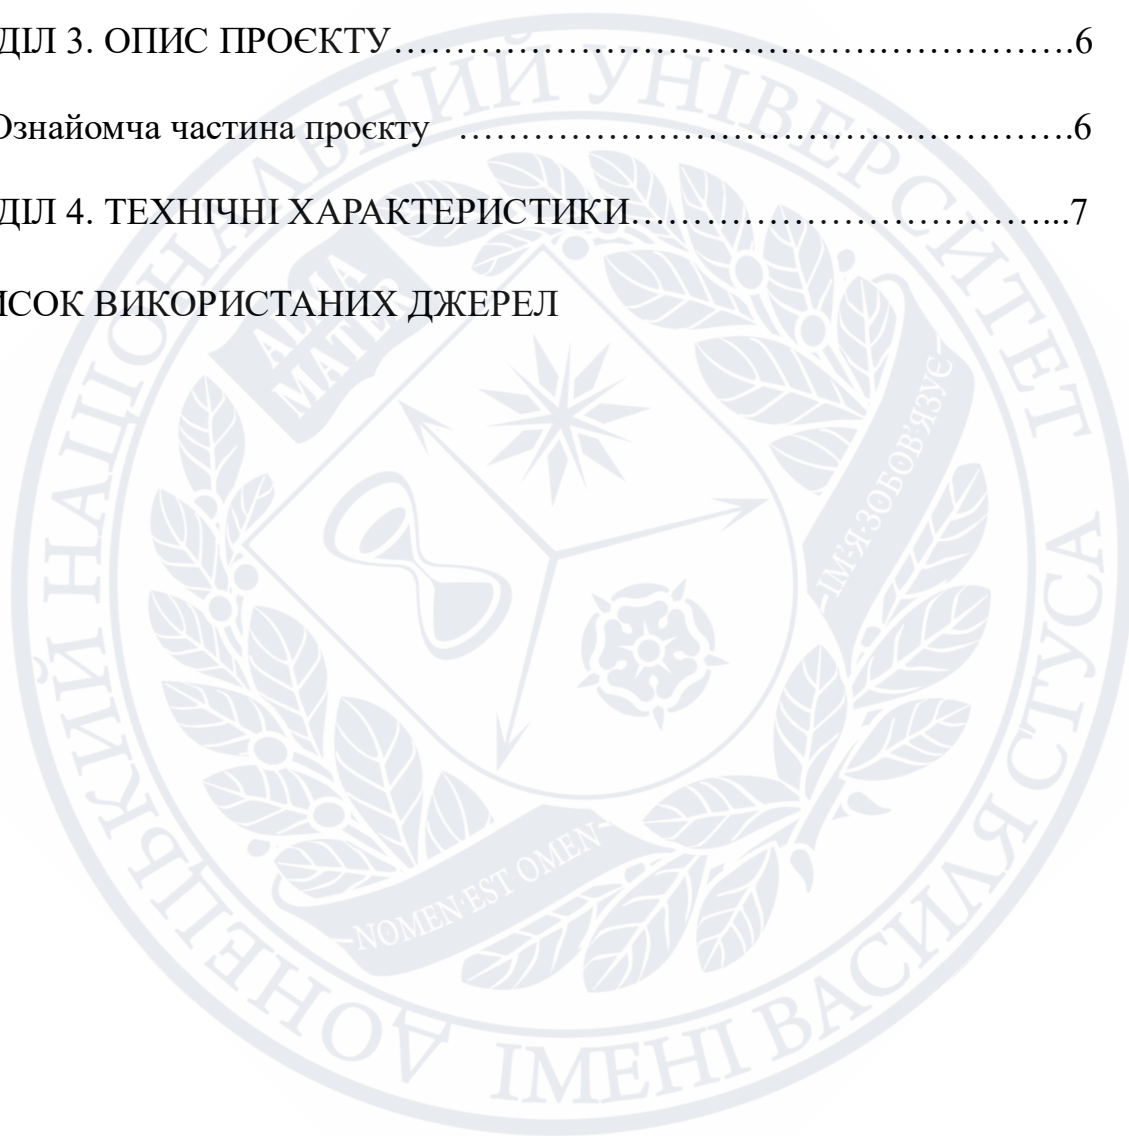 ДІЛ 3. ОПИС ПРОЄКТУ…………………………………………………….6
Ознайомча частина проєкту ……………………………………….………….6
ДІЛ 4. ТЕХНІЧНІ ХАРАКТЕРИСТИКИ………………………………...7
ИСОК ВИКОРИСТАНИХ ДЖЕРЕЛ
ДОНЕЦЬКИЙ НАЦІОНАЛЬНИЙ УНІВЕРСИТЕТ ІМЕНІ ВАСИЛЯ СТУСА
ALMA
MATER
ІМ'Я·ЗОБОВ'ЯЗУЄ
NOMEN·EST OMEN